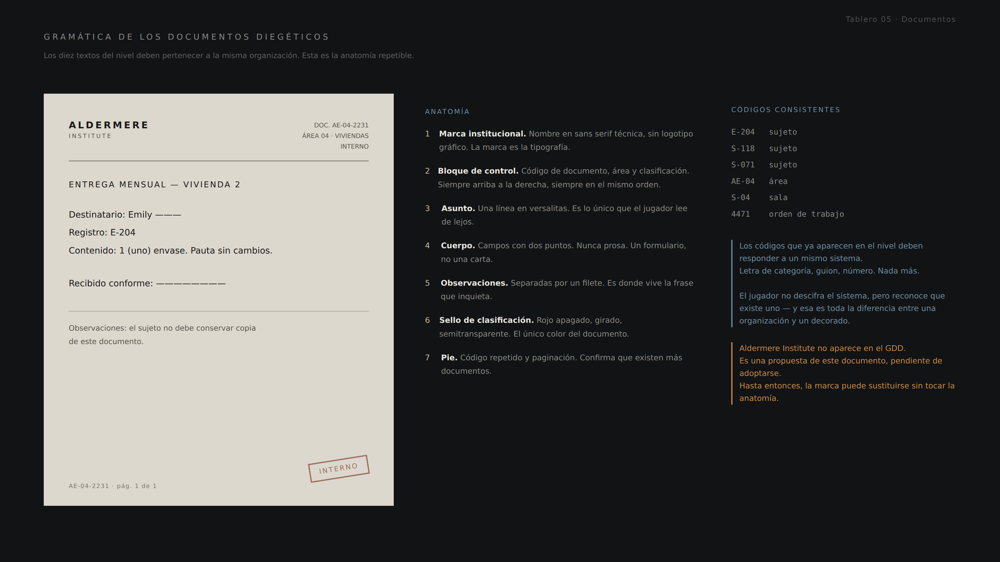 Tablero 05 · Documentos
GRAMÁTICA DE LOS DOCUMENTOS DIEGÉTICOS
Los diez textos del nivel deben pertenecer a la misma organización. Esta es la anatomía repetible.
ALDERMERE
INSTITUTE
DOC. AE-04-2231
ÁREA 04 · VIVIENDAS
INTERNO
ENTREGA MENSUAL — VIVIENDA 2
Destinatario: Emily ———
Registro: E-204
Contenido: 1 (uno) envase. Pauta sin cambios.
Recibido conforme: ————————
Observaciones: el sujeto no debe conservar copia
de este documento.
INTERNO
AE-04-2231 · pág. 1 de 1
ANATOMÍA
1 Marca institucional. Nombre en sans serif técnica, sin logotipo
gráfico. La marca es la tipografía.
2 Bloque de control. Código de documento, área y clasificación.
Siempre arriba a la derecha, siempre en el mismo orden.
3 Asunto. Una línea en versalitas. Es lo único que el jugador lee
de lejos.
4 Cuerpo. Campos con dos puntos. Nunca prosa. Un formulario,
no una carta.
5 Observaciones. Separadas por un filete. Es donde vive la frase
que inquieta.
6 Sello de clasificación. Rojo apagado, girado,
semitransparente. El único color del documento.
7 Pie. Código repetido y paginación. Confirma que existen más
documentos.
CÓDIGOS CONSISTENTES
E-204 sujeto
S-118 sujeto
S-071 sujeto
AE-04 área
S-04 sala
4471 orden de trabajo
Los códigos que ya aparecen en el nivel deben
responder a un mismo sistema.
Letra de categoría, guion, número. Nada más.
El jugador no descifra el sistema, pero reconoce que
existe uno — y esa es toda la diferencia entre una
organización y un decorado.
Aldermere Institute no aparece en el GDD.
Es una propuesta de este documento, pendiente de
adoptarse.
Hasta entonces, la marca puede sustituirse sin tocar la
anatomía.